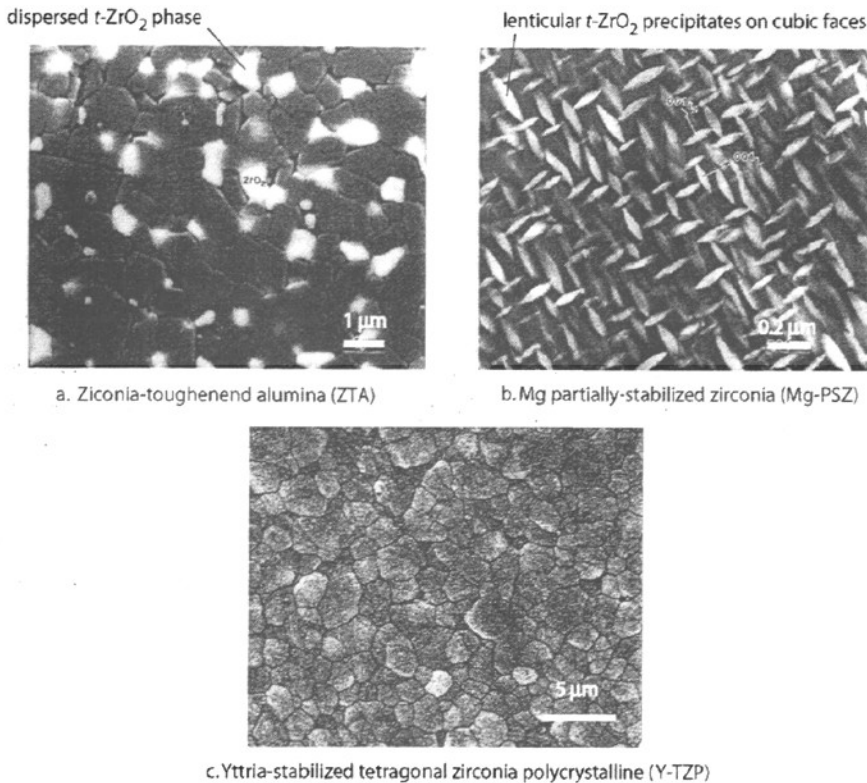 dispersed t-ZrO₂ phase
lenticular t-ZrO₂ precipitates on cubic faces
ZrO₂
1 μm
0.2 μm
a. Ziconia-toughenend alumina (ZTA)
b. Mg partially-stabilized zirconia (Mg-PSZ)
5 μm
c. Yttria-stabilized tetragonal zirconia polycrystalline (Y-TZP)